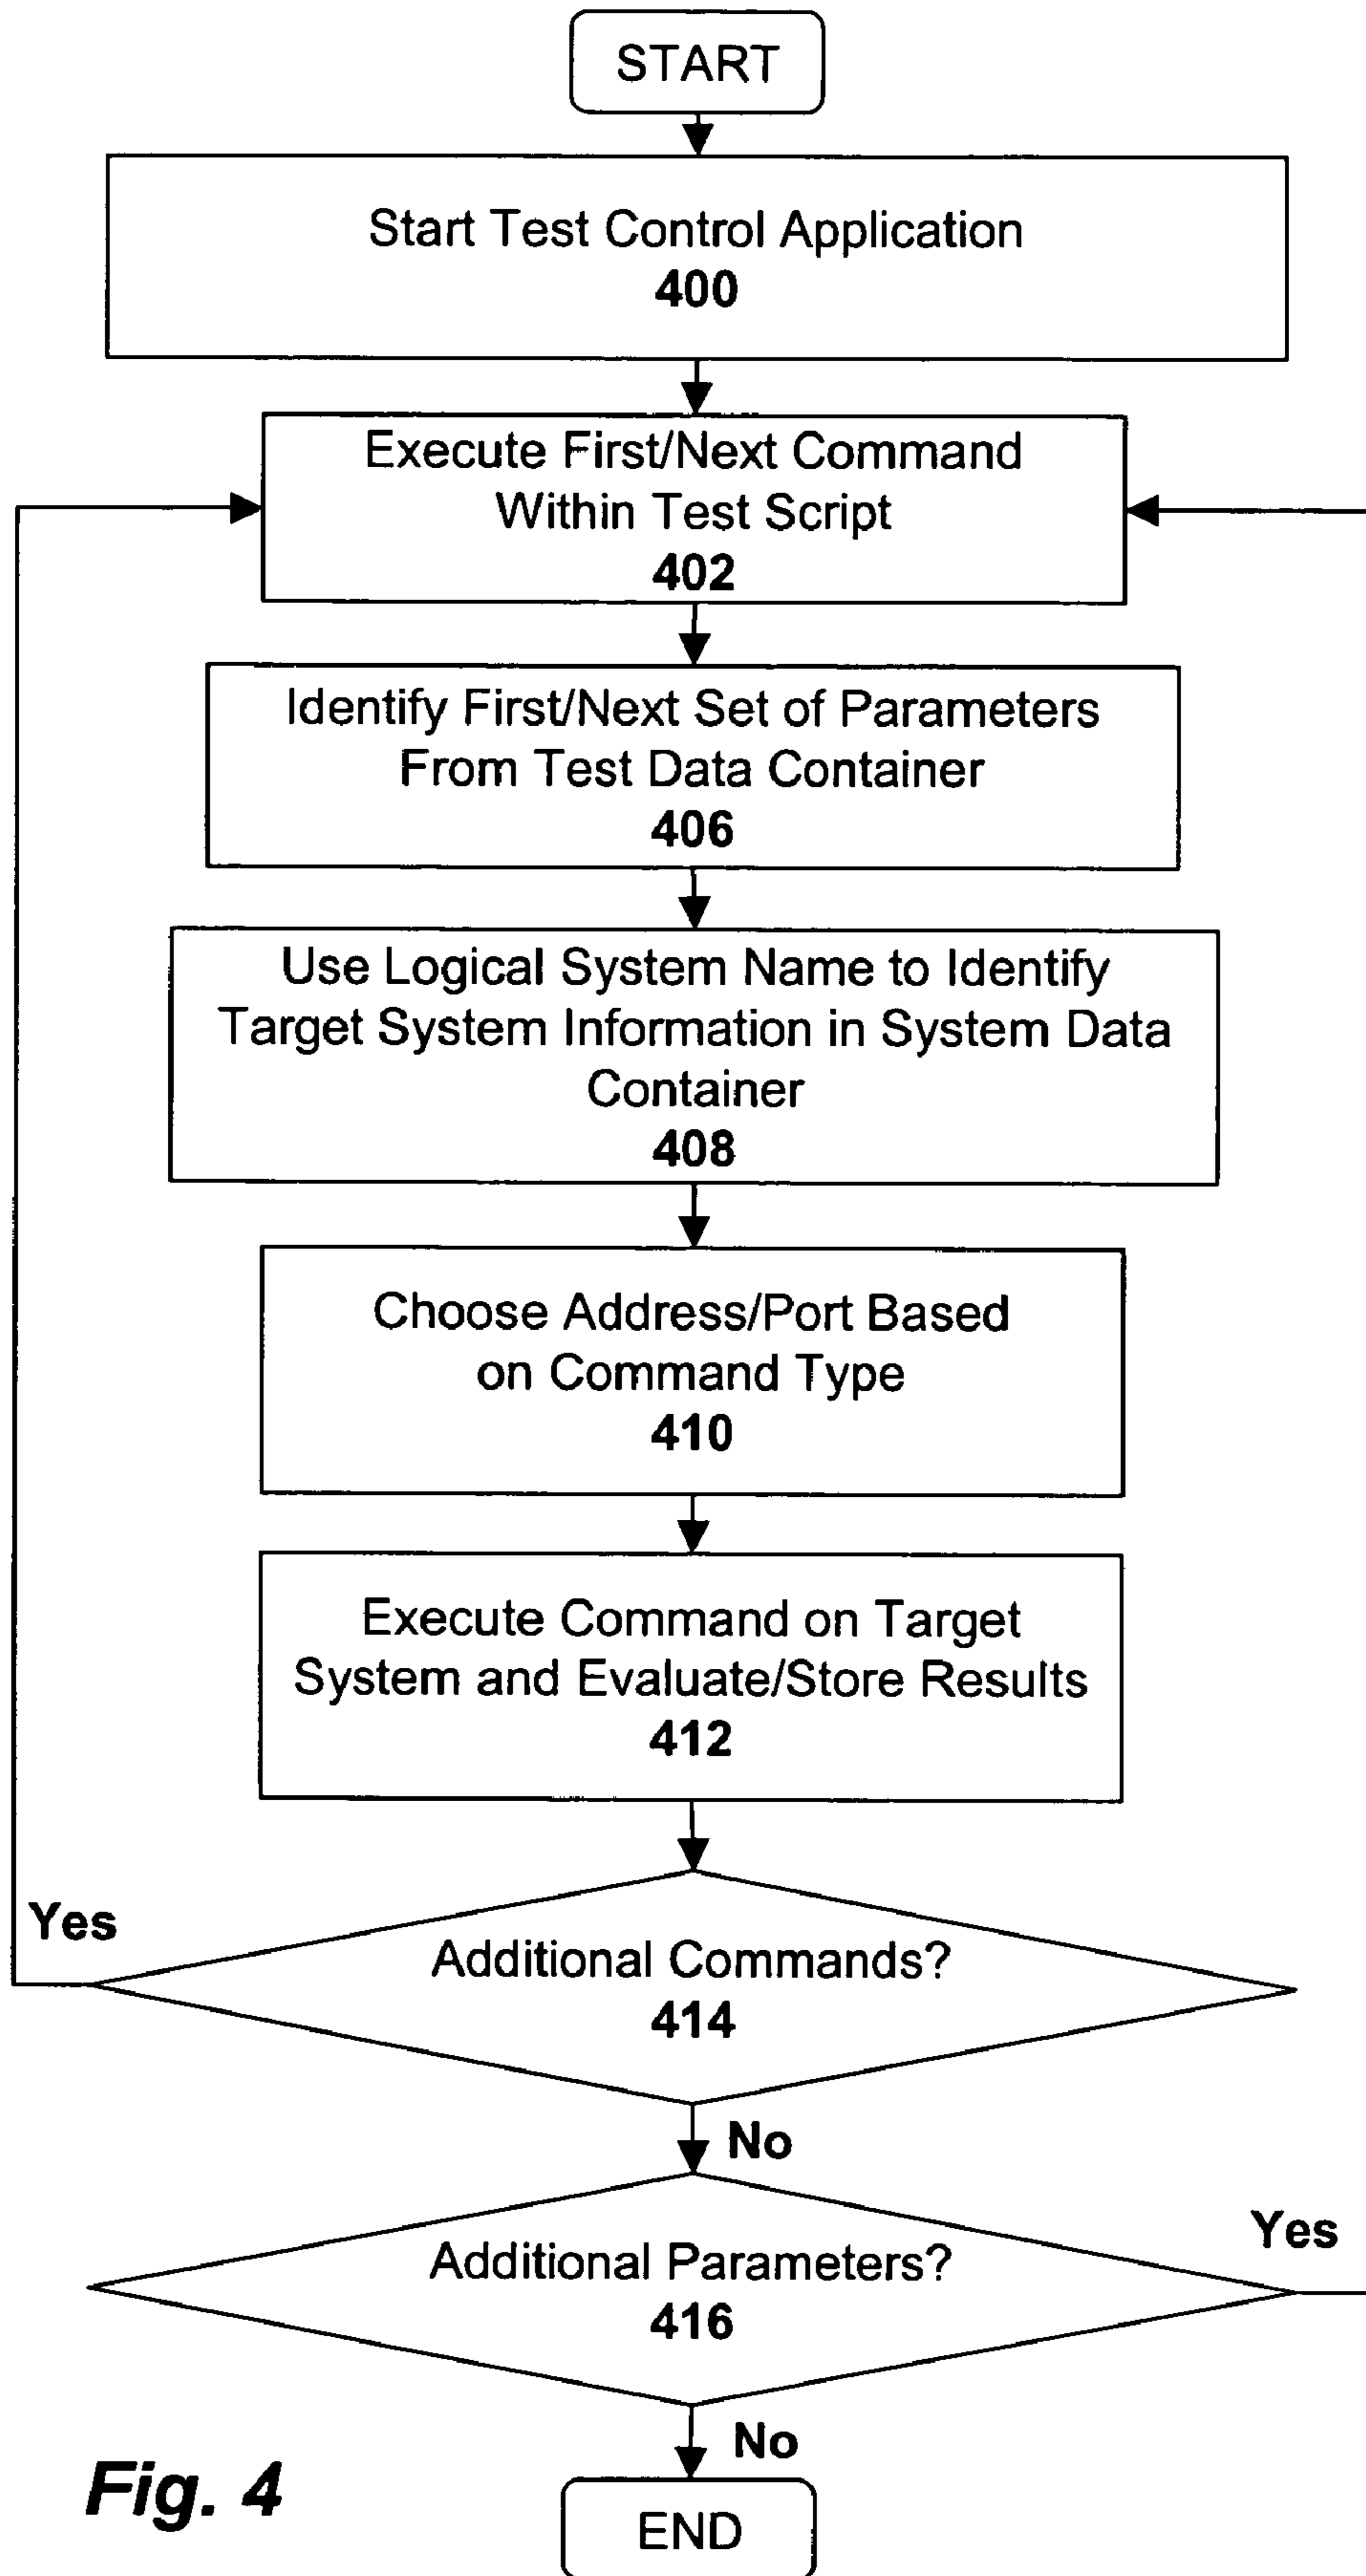 START
Start Test Control Application
400
Execute First/Next Command
Within Test Script
402
Identify First/Next Set of Parameters
From Test Data Container
406
Use Logical System Name to Identify
Target System Information in System Data
Container
408
Choose Address/Port Based
on Command Type
410
Execute Command on Target
System and Evaluate/Store Results
412
Yes
Additional Commands?
414
No
Yes
Additional Parameters?
416
No
Fig. 4
END